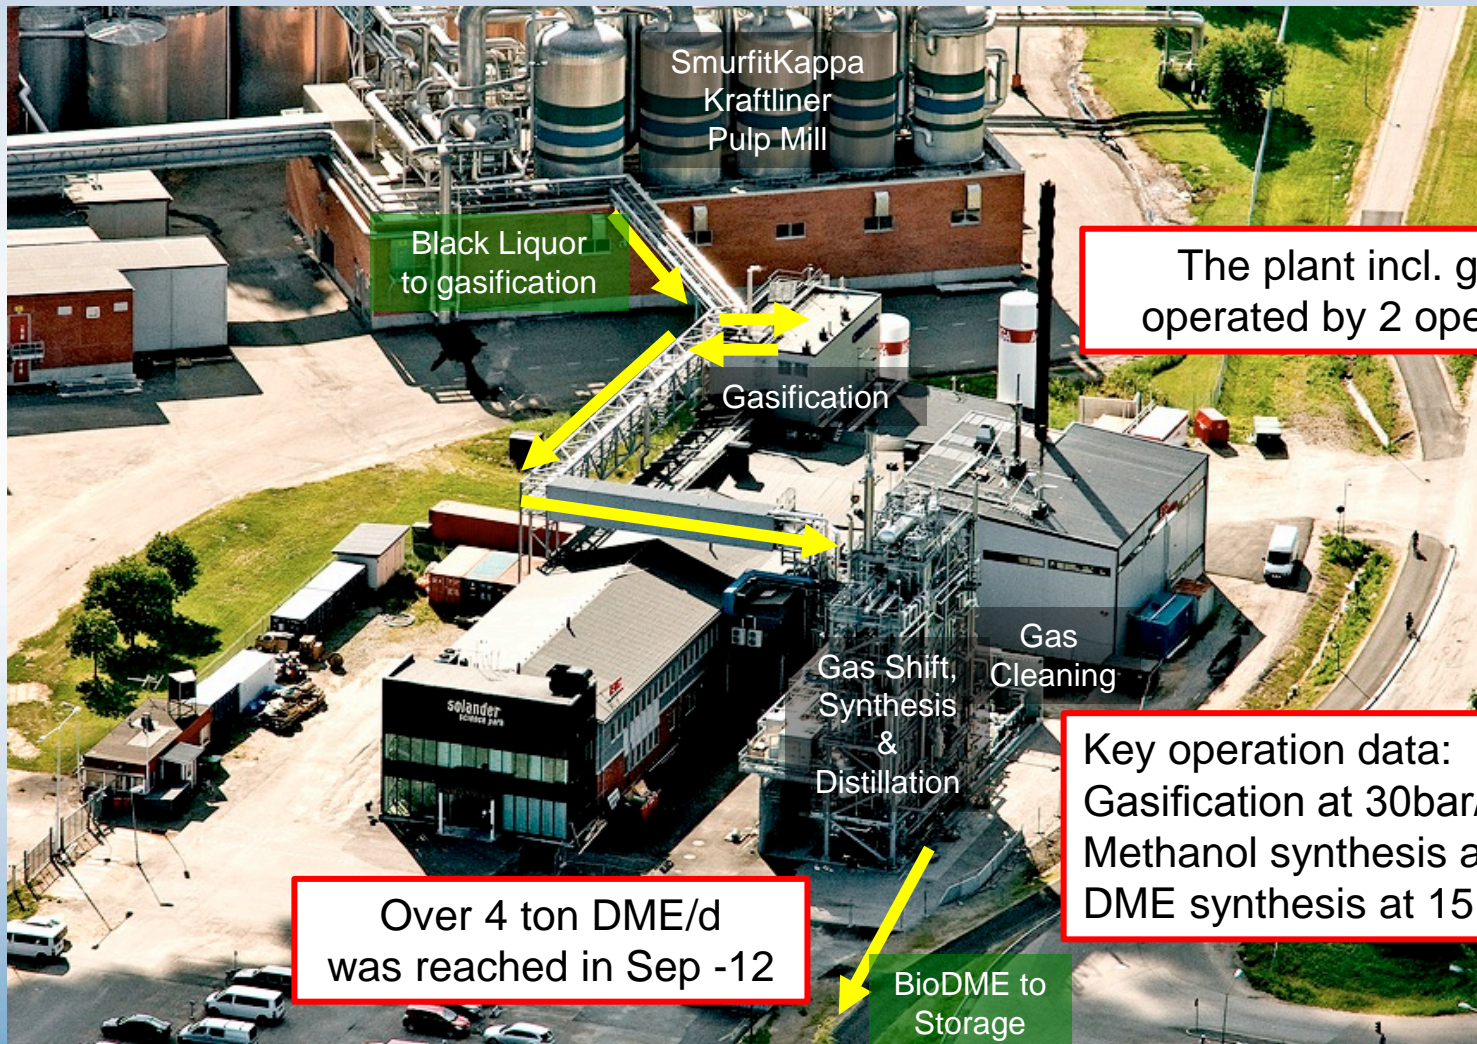 SmurfitKappa
Kraftliner
Pulp Mill
Black Liquor
to gasification
The plant incl. g
operated by 2 ope
Gasification
Gas
Cleaning
Gas Shift,
Synthesis
&
Distillation
solander
science park
Key operation data:
Gasification at 30bar/
Methanol synthesis a
DME synthesis at 15
Over 4 ton DME/d
was reached in Sep -12
BioDME to
Storage